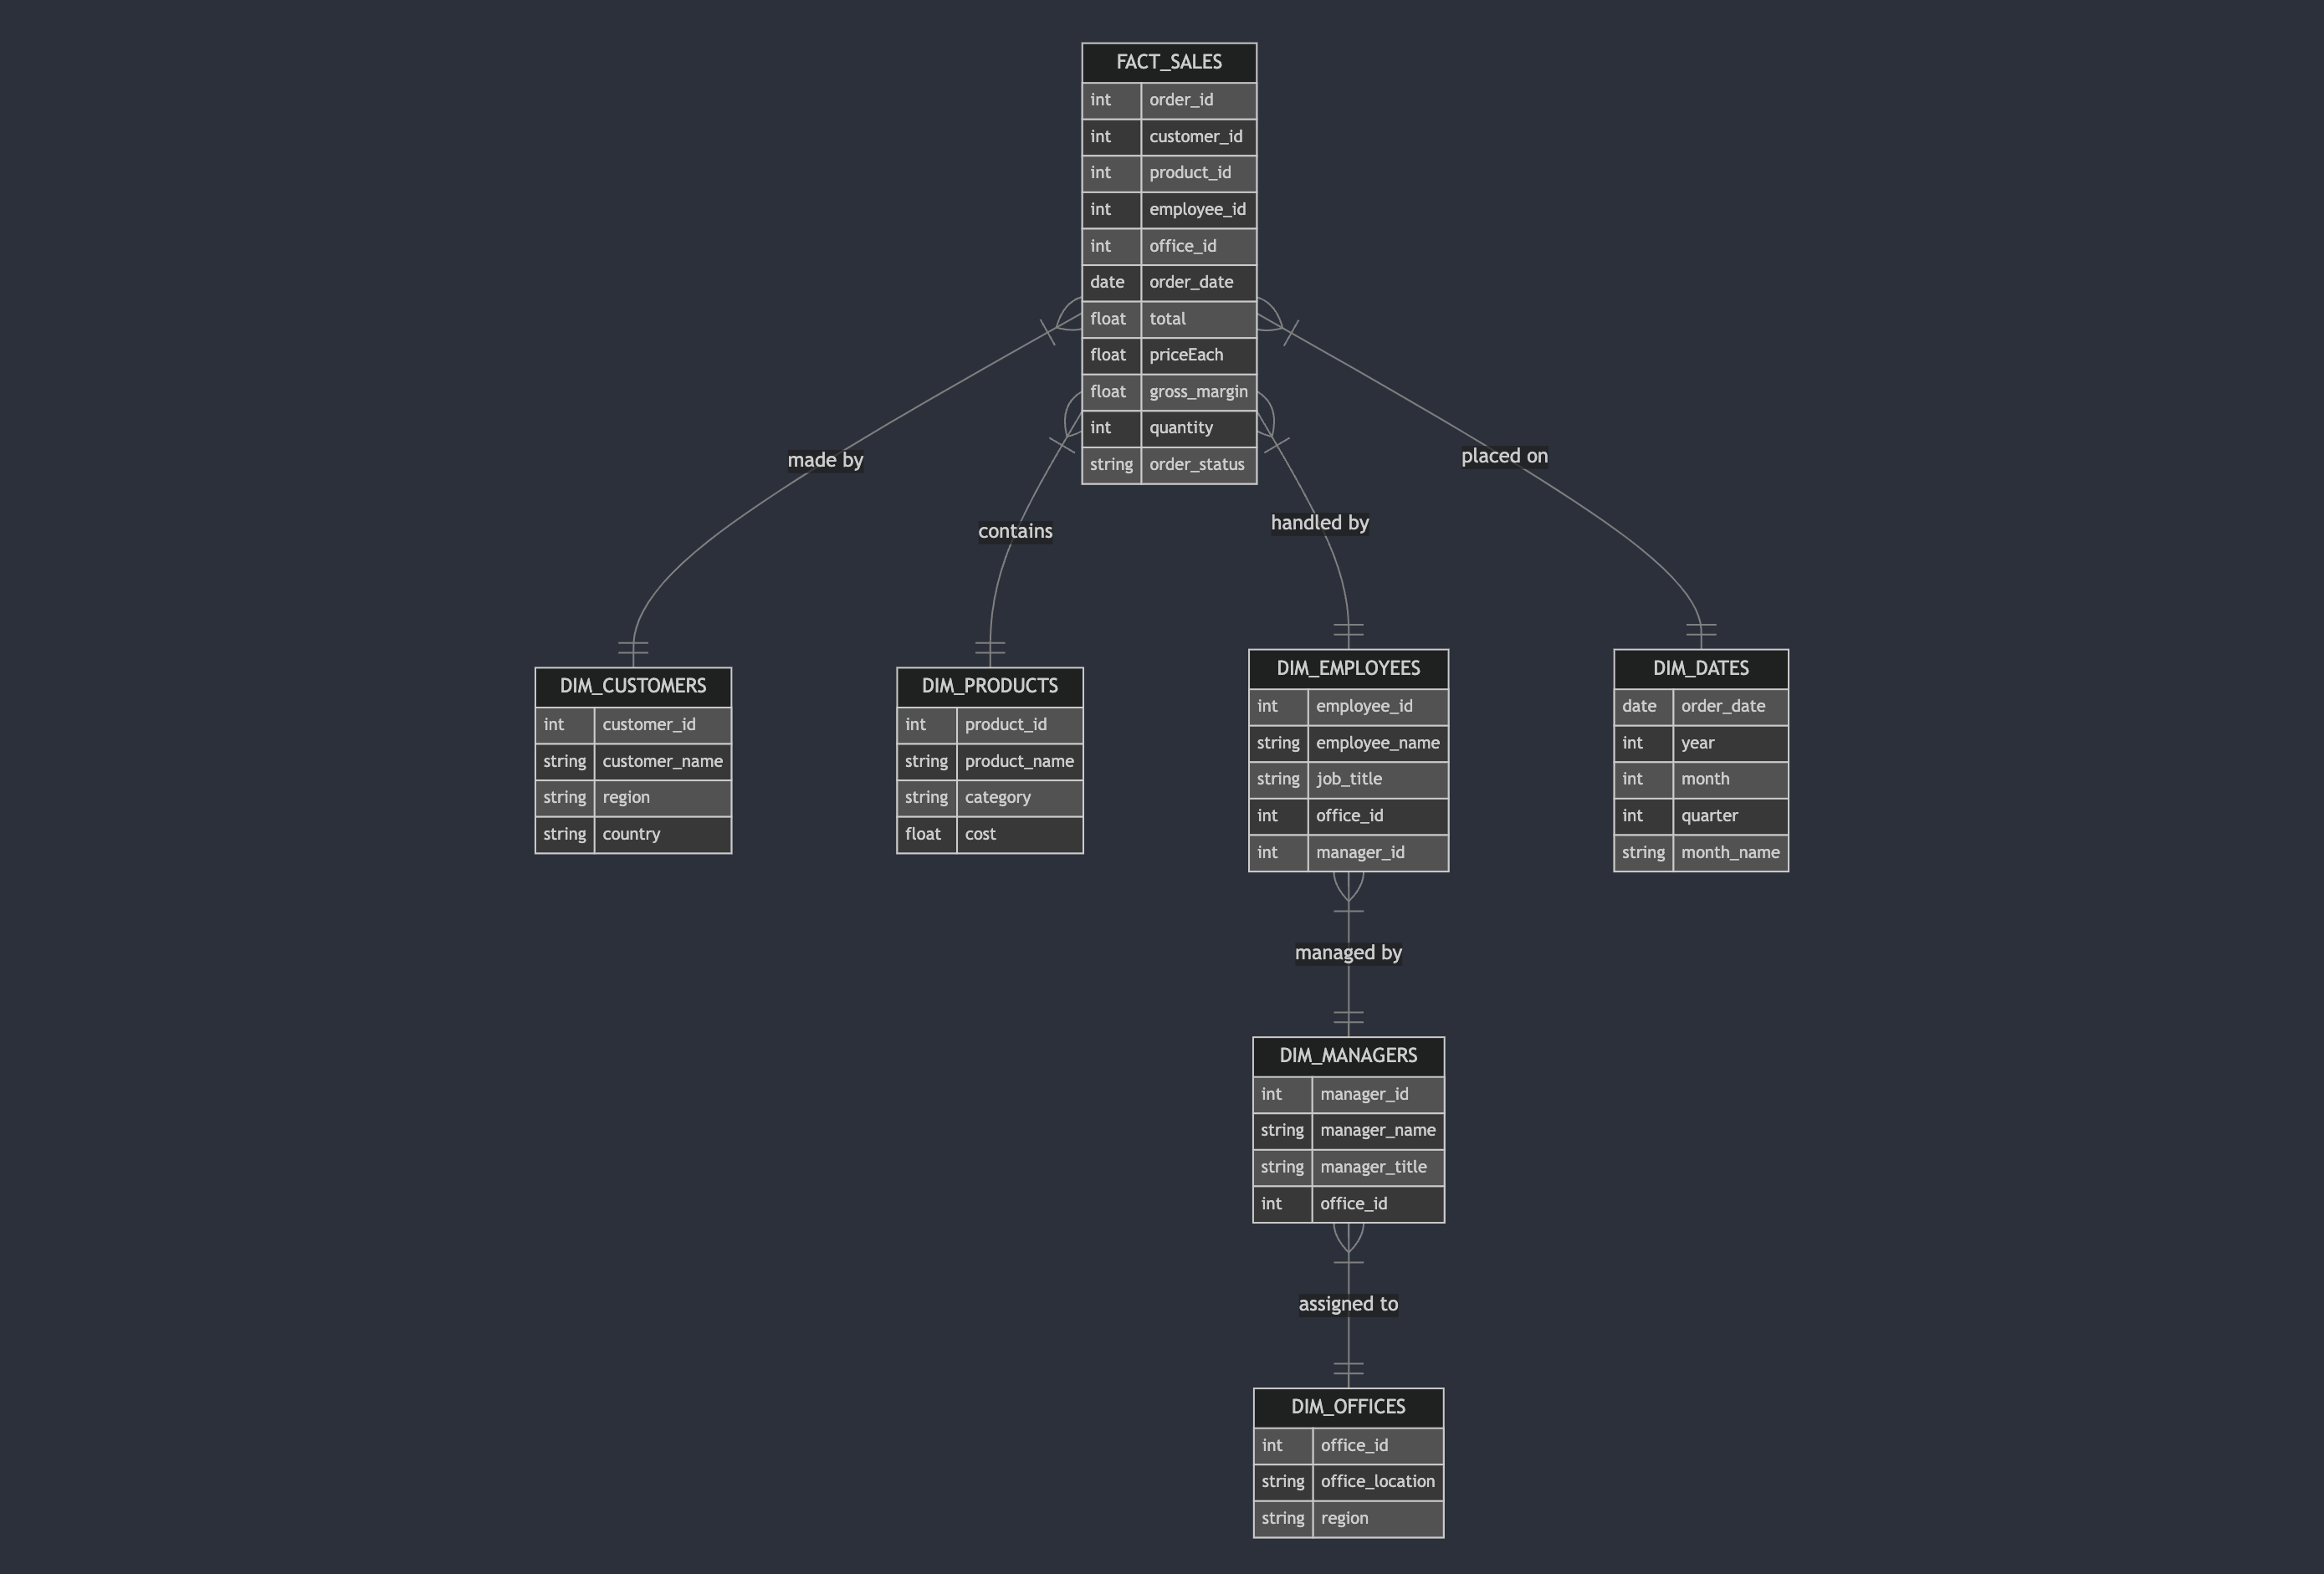 FACT_SALES
int order_id
int customer_id
int product_id
int employee_id
int office_id
date order_date
float total
float priceEach
float gross_margin
int quantity
string order_status
made by
contains
handled by
placed on
DIM_CUSTOMERS
int customer_id
string customer_name
string region
string country
DIM_PRODUCTS
int product_id
string product_name
string category
float cost
DIM_EMPLOYEES
int employee_id
string employee_name
string job_title
int office_id
int manager_id
DIM_DATES
date order_date
int year
int month
int quarter
string month_name
managed by
DIM_MANAGERS
int manager_id
string manager_name
string manager_title
int office_id
assigned to
DIM_OFFICES
int office_id
string office_location
string region